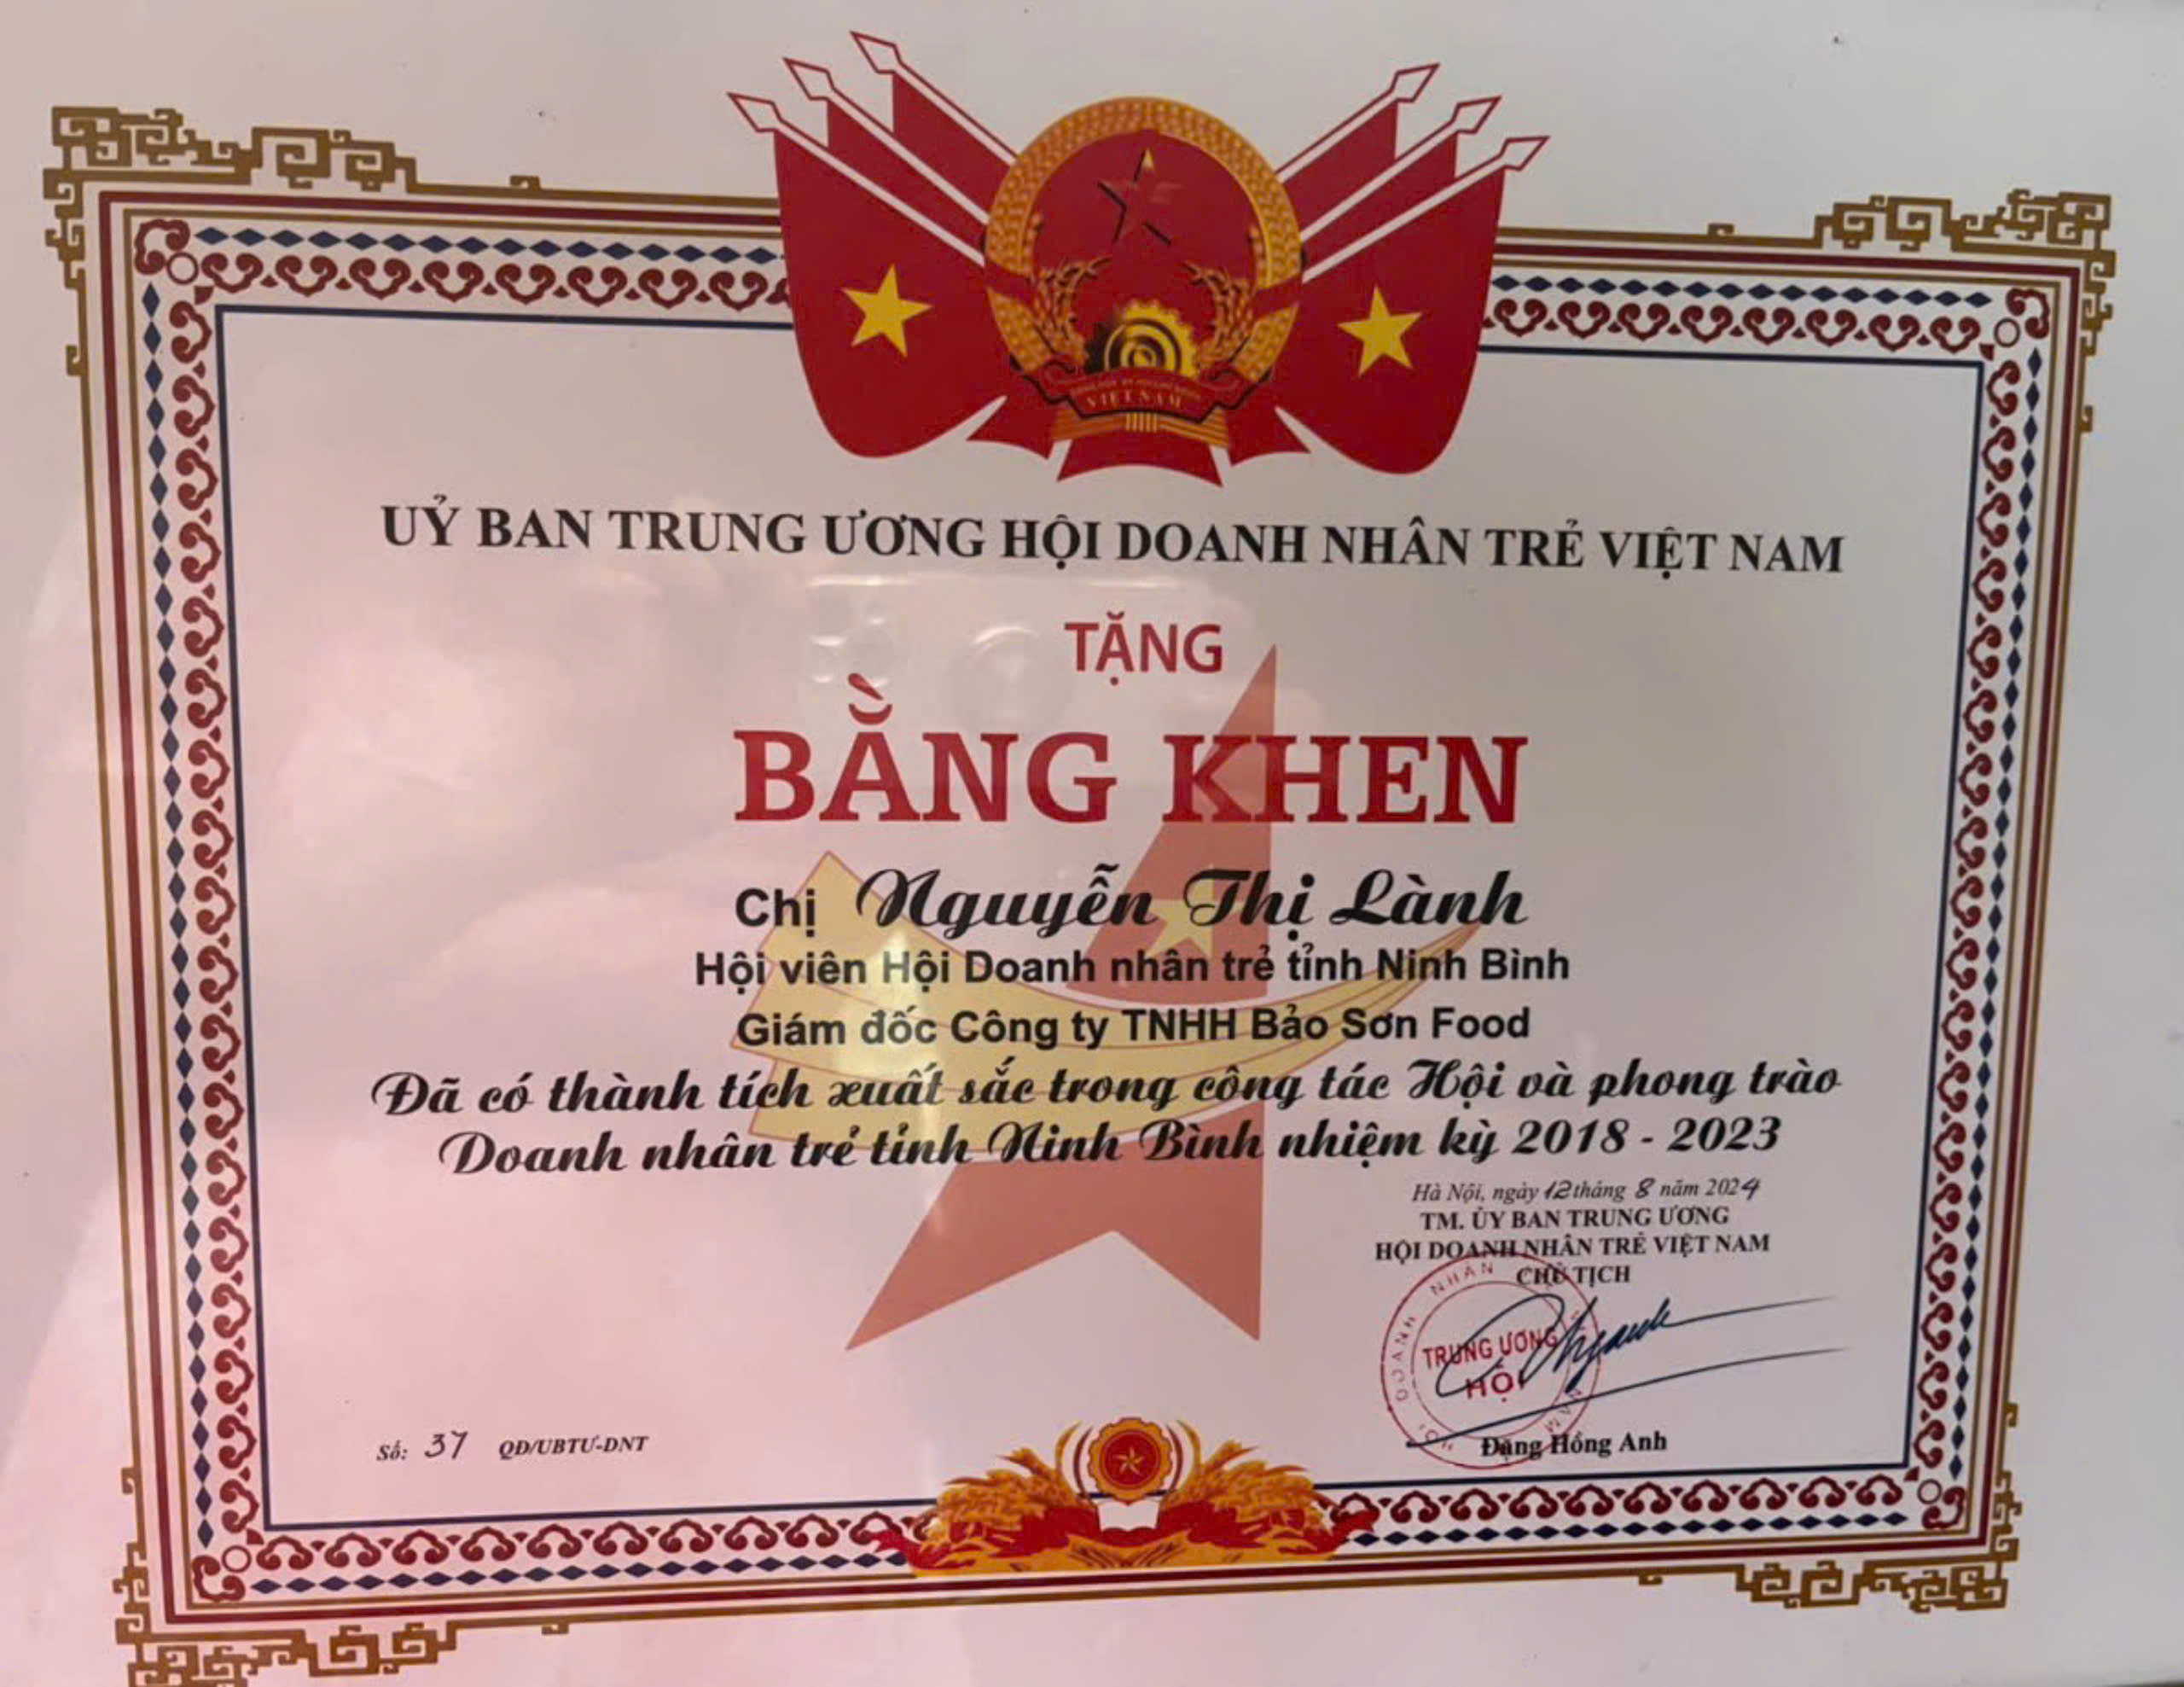 VIỆT NAM
UỶ BAN TRUNG ƯƠNG HỘI DOANH NHÂN TRẺ VIỆT NAM
TẶNG
BẰNG KHEN
Chị Nguyễn Thị Lành
Hội viên Hội Doanh nhân trẻ tỉnh Ninh Bình
Giám đốc Công ty TNHH Bảo Sơn Food
Đã có thành tích xuất sắc trong công tác Hội và phong trào
Doanh nhân trẻ tỉnh Ninh Bình nhiệm kỳ 2018 - 2023
Hà Nội, ngày 12 tháng 8 năm 2024
TM. ỦY BAN TRUNG ƯƠNG
HỘI DOANH NHÂN TRẺ VIỆT NAM
CHỦ TỊCH
TRUNG ƯƠNG
HỘI
Đặng Hồng Anh
Số: 37 QĐ/UBTƯ-DNT